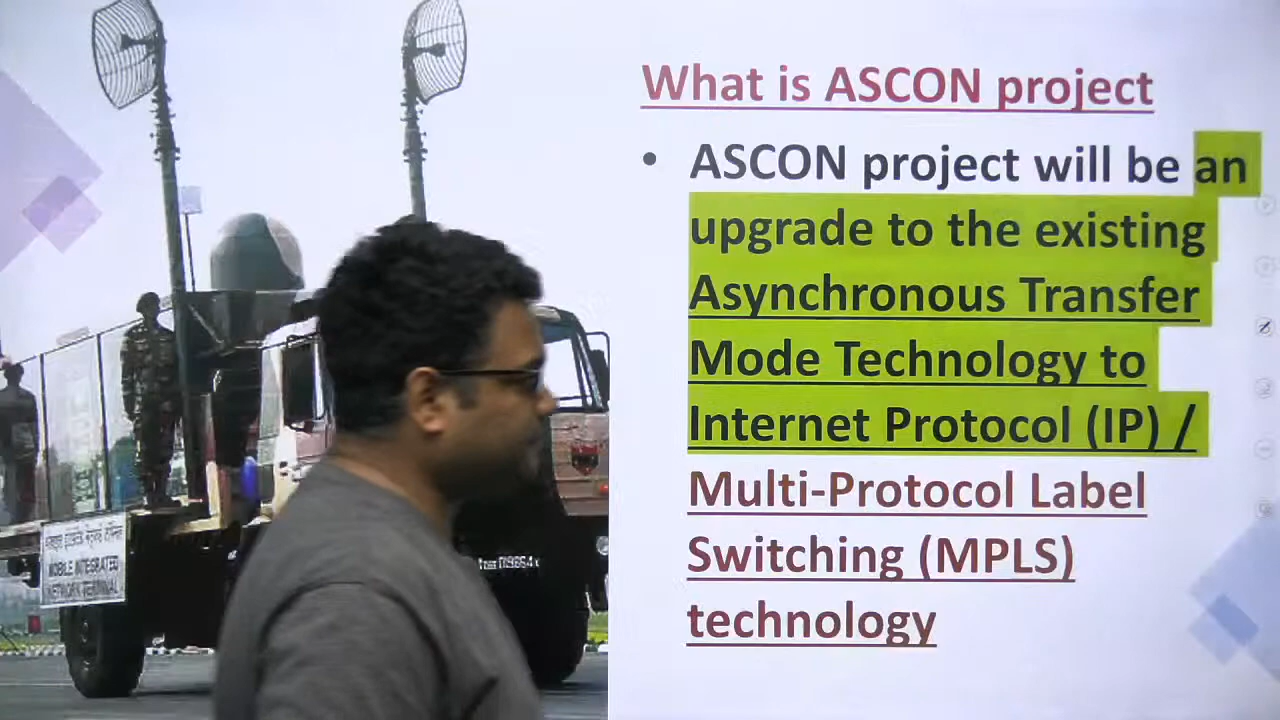 What is ASCON project
• ASCON project will be an
upgrade to the existing
Asynchronous Transfer
Mode Technology to
Internet Protocol (IP) /
Multi-Protocol Label
Switching (MPLS)
technology
MOBILE INTEGRATED
NETWORK TERMINAL